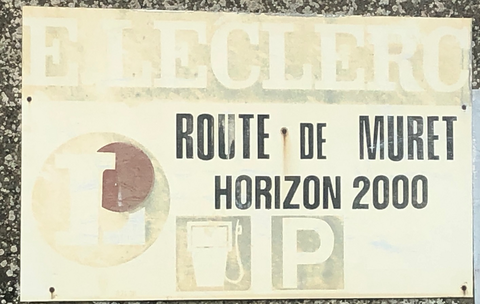 E.LECLERC
ROUTE DE MURET
L HORIZON 2000
P